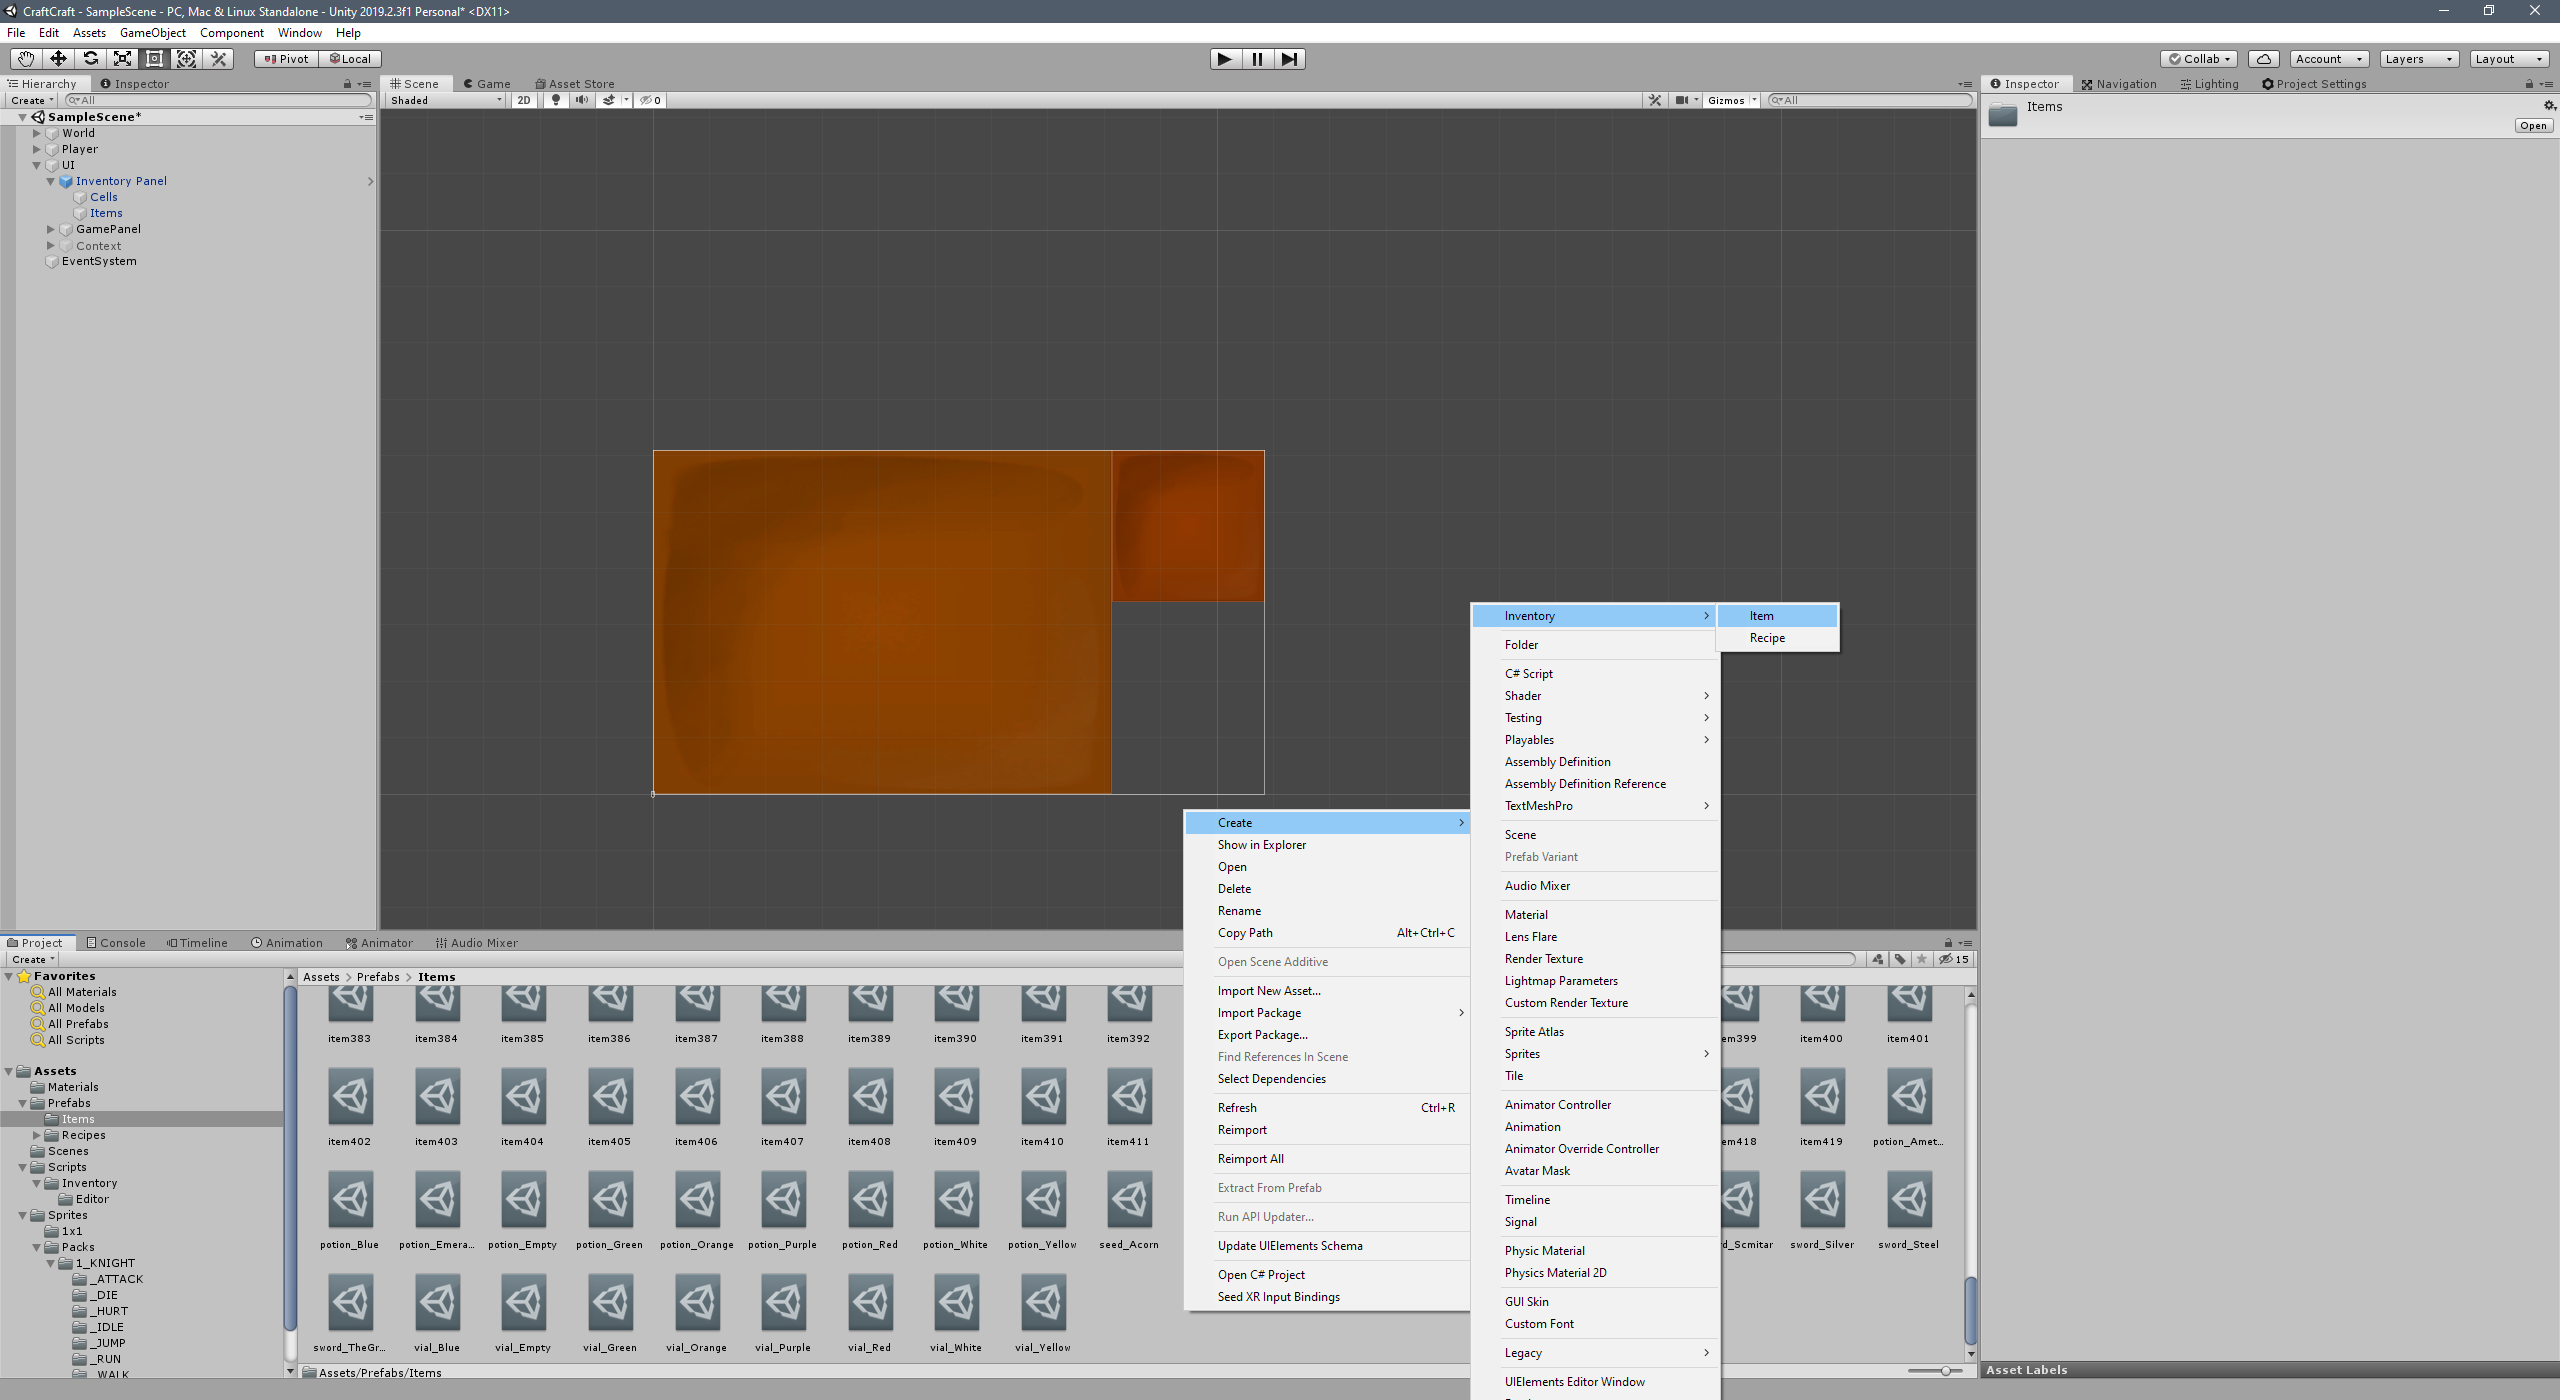 CraftCraft - SampleScene - PC, Mac & Linux Standalone - Unity 2019.2.3f1 Personal* <DX11>
File Edit Assets GameObject Component Window Help
Pivot Local Collab Account Layers Layout
Hierarchy Inspector
Create All
SampleScene*
World
Player
UI
Inventory Panel
Cells
Items
GamePanel
Context
EventSystem
Scene Game Asset Store
Shaded 2D 0 Gizmos All
Inspector Navigation Lighting Project Settings
Items
Open
Inventory
Folder
C# Script
Shader
Testing
Playables
Assembly Definition
Assembly Definition Reference
TextMeshPro
Scene
Prefab Variant
Audio Mixer
Material
Lens Flare
Render Texture
Lightmap Parameters
Custom Render Texture
Sprite Atlas
Sprites
Tile
Animator Controller
Animation
Animator Override Controller
Avatar Mask
Timeline
Signal
Physic Material
Physics Material 2D
GUI Skin
Custom Font
Legacy
UIElements Editor Window
Item
Recipe
Create
Show in Explorer
Open
Delete
Rename
Copy Path Alt+Ctrl+C
Open Scene Additive
Import New Asset...
Import Package
Export Package...
Find References In Scene
Select Dependencies
Refresh Ctrl+R
Reimport
Reimport All
Extract From Prefab
Run API Updater...
Update UIElements Schema
Open C# Project
Seed XR Input Bindings
Project Console Timeline Animation Animator Audio Mixer
Create 15
Favorites
All Materials
All Models
All Prefabs
All Scripts
Assets
Materials
Prefabs
Items
Recipes
Scenes
Scripts
Inventory
Editor
Sprites
1x1
Packs
1_KNIGHT
_ATTACK
_DIE
_HURT
_IDLE
_JUMP
_RUN
_WALK
Assets > Prefabs > Items
item383 item384 item385 item386 item387 item388 item389 item390 item391 item392 em399 item400 item401
item402 item403 item404 item405 item406 item407 item408 item409 item410 item411 em418 item419 potion_Amet...
potion_Blue potion_Emera... potion_Empty potion_Green potion_Orange potion_Purple potion_Red potion_White potion_Yellow seed_Acorn d_Scmitar sword_Silver sword_Steel
sword_TheGr... vial_Blue vial_Empty vial_Green vial_Orange vial_Purple vial_Red vial_White vial_Yellow
Assets/Prefabs/Items
Asset Labels